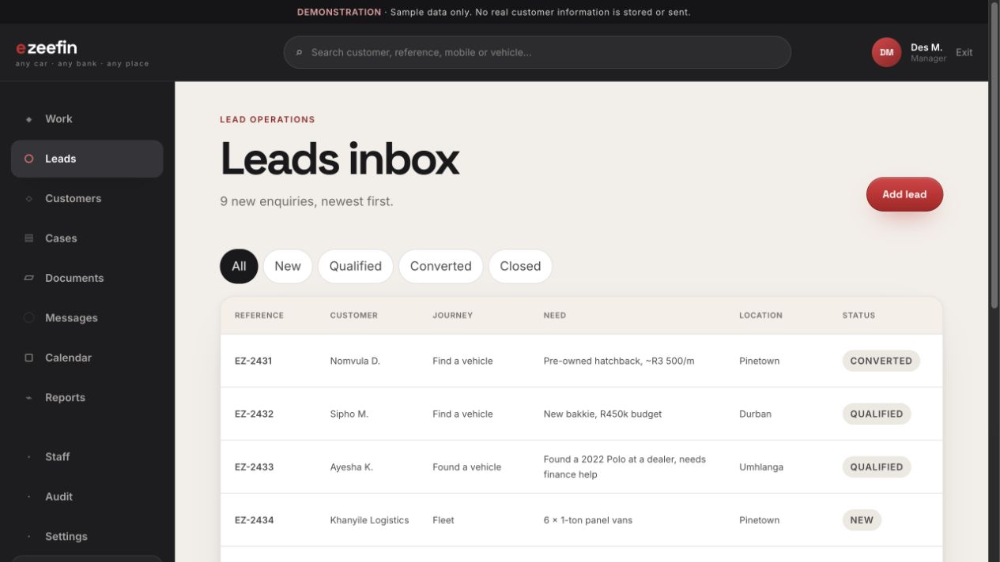 DEMONSTRATION · Sample data only. No real customer information is stored or sent.
ezeefin
any car · any bank · any place
Search customer, reference, mobile or vehicle...
DM
Des M.
Manager
Exit
Work
Leads
Customers
Cases
Documents
Messages
Calendar
Reports
Staff
Audit
Settings
LEAD OPERATIONS
Leads inbox
9 new enquiries, newest first.
Add lead
All New Qualified Converted Closed
REFERENCE CUSTOMER JOURNEY NEED LOCATION STATUS
EZ-2431 Nomvula D. Find a vehicle Pre-owned hatchback, ~R3 500/m Pinetown CONVERTED
EZ-2432 Sipho M. Find a vehicle New bakkie, R450k budget Durban QUALIFIED
EZ-2433 Ayesha K. Found a vehicle Found a 2022 Polo at a dealer, needs finance help Umhlanga QUALIFIED
EZ-2434 Khanyile Logistics Fleet 6 × 1-ton panel vans Pinetown NEW